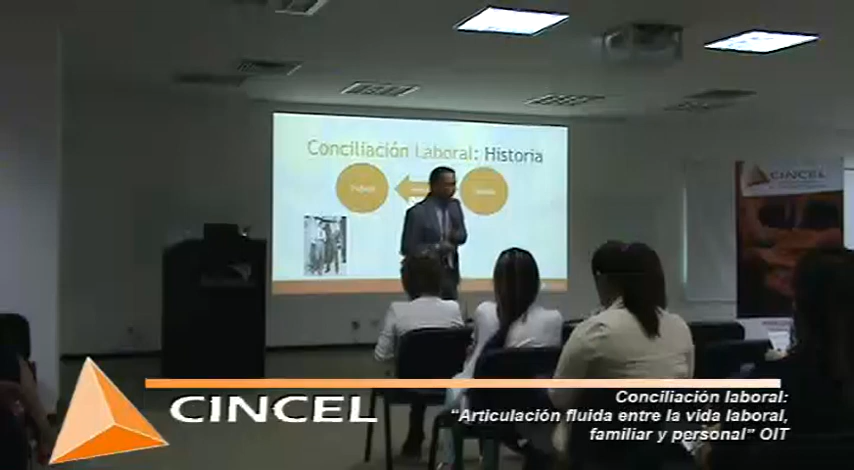 Conciliación Laboral: Historia
CINCEL
CINCEL
Conciliación laboral:
“Articulación fluida entre la vida laboral,
familiar y personal” OIT